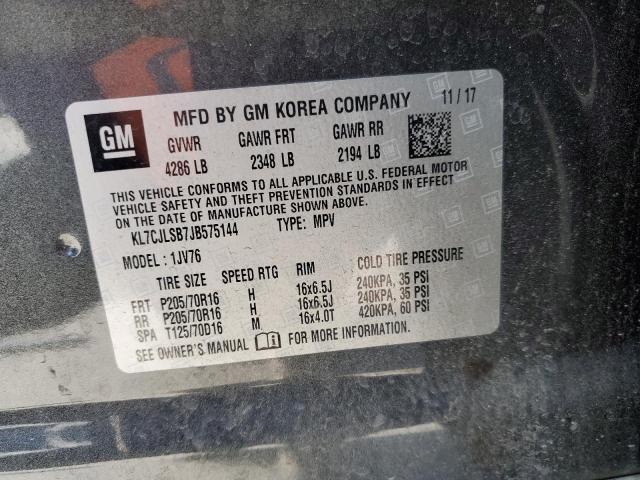 GM
MFD BY GM KOREA COMPANY 11/17
GVWR GAWR FRT GAWR RR
4286 LB 2348 LB 2194 LB
THIS VEHICLE CONFORMS TO ALL APPLICABLE U.S. FEDERAL MOTOR
VEHICLE SAFETY AND THEFT PREVENTION STANDARDS IN EFFECT
ON THE DATE OF MANUFACTURE SHOWN ABOVE.
KL7CJLSB7JB575144 TYPE: MPV
MODEL: 1JV76
TIRE SIZE SPEED RTG RIM COLD TIRE PRESSURE
FRT P205/70R16 H 16x6.5J 240KPA, 35 PSI
RR P205/70R16 H 16x6.5J 240KPA, 35 PSI
SPA T125/70D16 M 16x4.0T 420KPA, 60 PSI
SEE OWNER'S MANUAL FOR MORE INFORMATION.